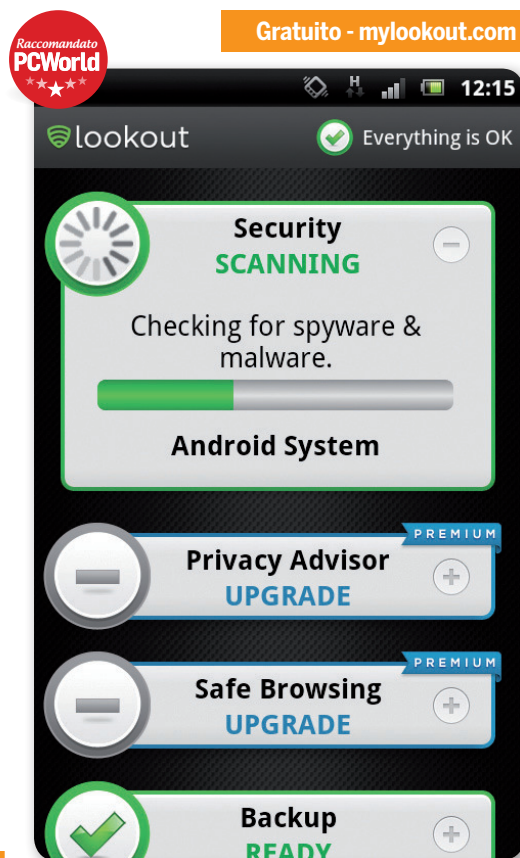 Gratuito - mylookout.com
Raccomandato
PCWorld
H
12:15
lookout
Everything is OK
Security
SCANNING
Checking for spyware &
malware.
Android System
PREMIUM
Privacy Advisor
UPGRADE
PREMIUM
Safe Browsing
UPGRADE
Backup
READY